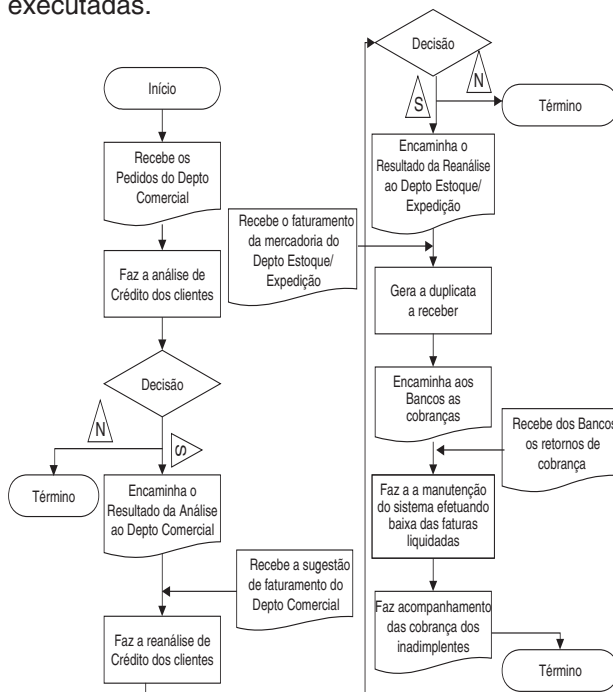 executadas.
Início
Recebe os
Pedidos do Depto
Comercial
Faz a análise de
Crédito dos clientes
Decisão
N
S
Término
Encaminha o
Resultado da Análise
ao Depto Comercial
Recebe a sugestão
de faturamento do
Depto Comercial
Faz a reanálise de
Crédito dos clientes
Decisão
N
S
Término
Encaminha o
Resultado da Reanálise
ao Depto Estoque/
Expedição
Recebe o faturamento
da mercadoria do
Depto Estoque/
Expedição
Gera a duplicata
a receber
Encaminha aos
Bancos as
cobranças
Recebe dos Bancos
os retornos de
cobrança
Faz a a manutenção
do sistema efetuando
baixa das faturas
liquidadas
Faz acompanhamento
das cobrança dos
inadimplentes
Término